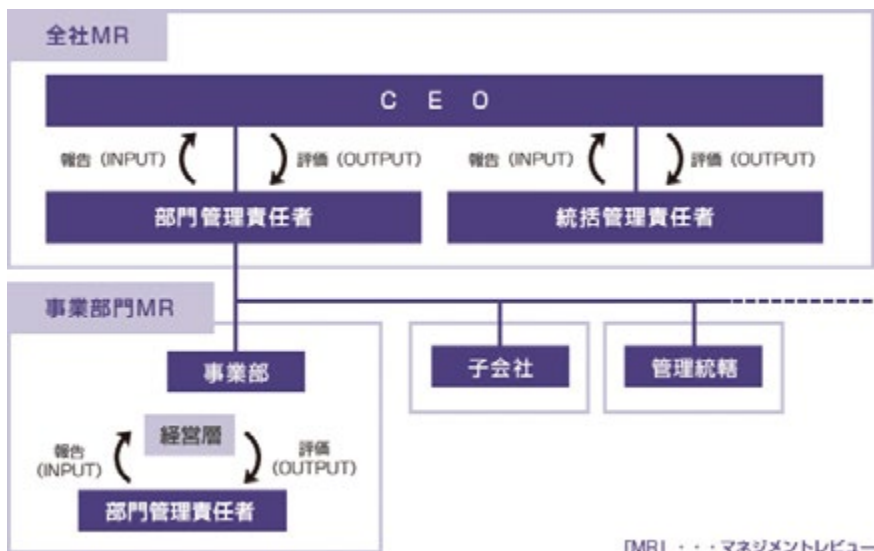 全社MR
CEO
報告 (INPUT)
評価 (OUTPUT)
報告 (INPUT)
評価 (OUTPUT)
部門管理責任者
統括管理責任者
事業部門MR
事業部
子会社
管理統轄
経営層
報告
(INPUT)
評価
(OUTPUT)
部門管理責任者
「MR」・・・マネジメントレビュー